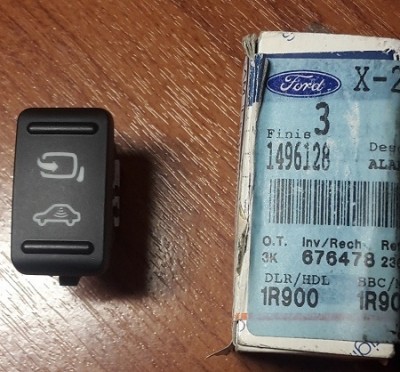 Ford X-2
3
Finis
1496128 Des
ALA
O.T. Inv/Rech. Re
3K 676478 23
DLR/HDL BBC/
1R900 1R90